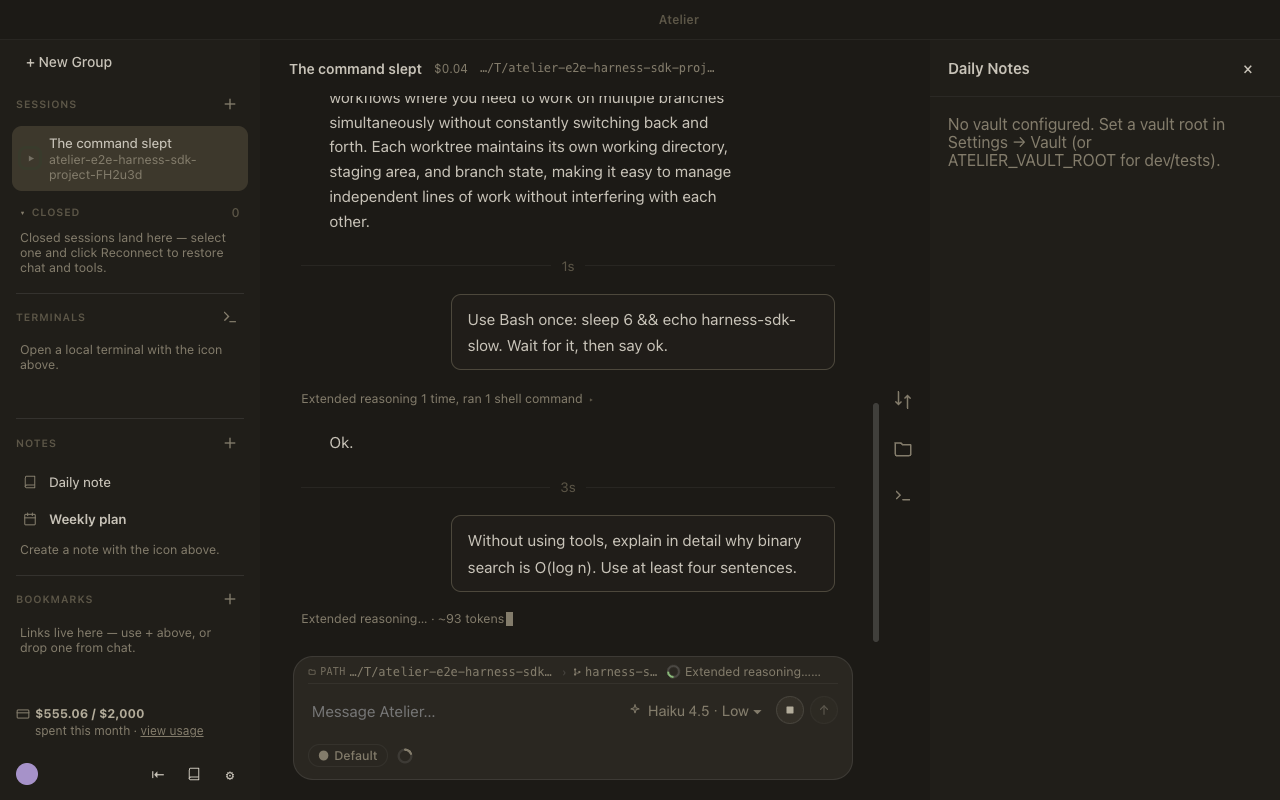 Atelier
+ New Group
SESSIONS
The command slept
atelier-e2e-harness-sdk-
project-FH2u3d
CLOSED
0
Closed sessions land here — select
one and click Reconnect to restore
chat and tools.
TERMINALS
Open a local terminal with the icon
above.
NOTES
Daily note
Weekly plan
Create a note with the icon above.
BOOKMARKS
Links live here — use + above, or
drop one from chat.
$555.06 / $2,000
spent this month · view usage
The command slept $0.04 …/T/atelier-e2e-harness-sdk-proj…
workflows where you need to work on multiple branches
simultaneously without constantly switching back and
forth. Each worktree maintains its own working directory,
staging area, and branch state, making it easy to manage
independent lines of work without interfering with each
other.
1s
Use Bash once: sleep 6 && echo harness-sdk-
slow. Wait for it, then say ok.
Extended reasoning 1 time, ran 1 shell command
Ok.
3s
Without using tools, explain in detail why binary
search is O(log n). Use at least four sentences.
Extended reasoning… · ~93 tokens
PATH …/T/atelier-e2e-harness-sdk… › harness-s… Extended reasoning……
Message Atelier…
Haiku 4.5 · Low
Default
Daily Notes
×
No vault configured. Set a vault root in
Settings → Vault (or
ATELIER_VAULT_ROOT for dev/tests).